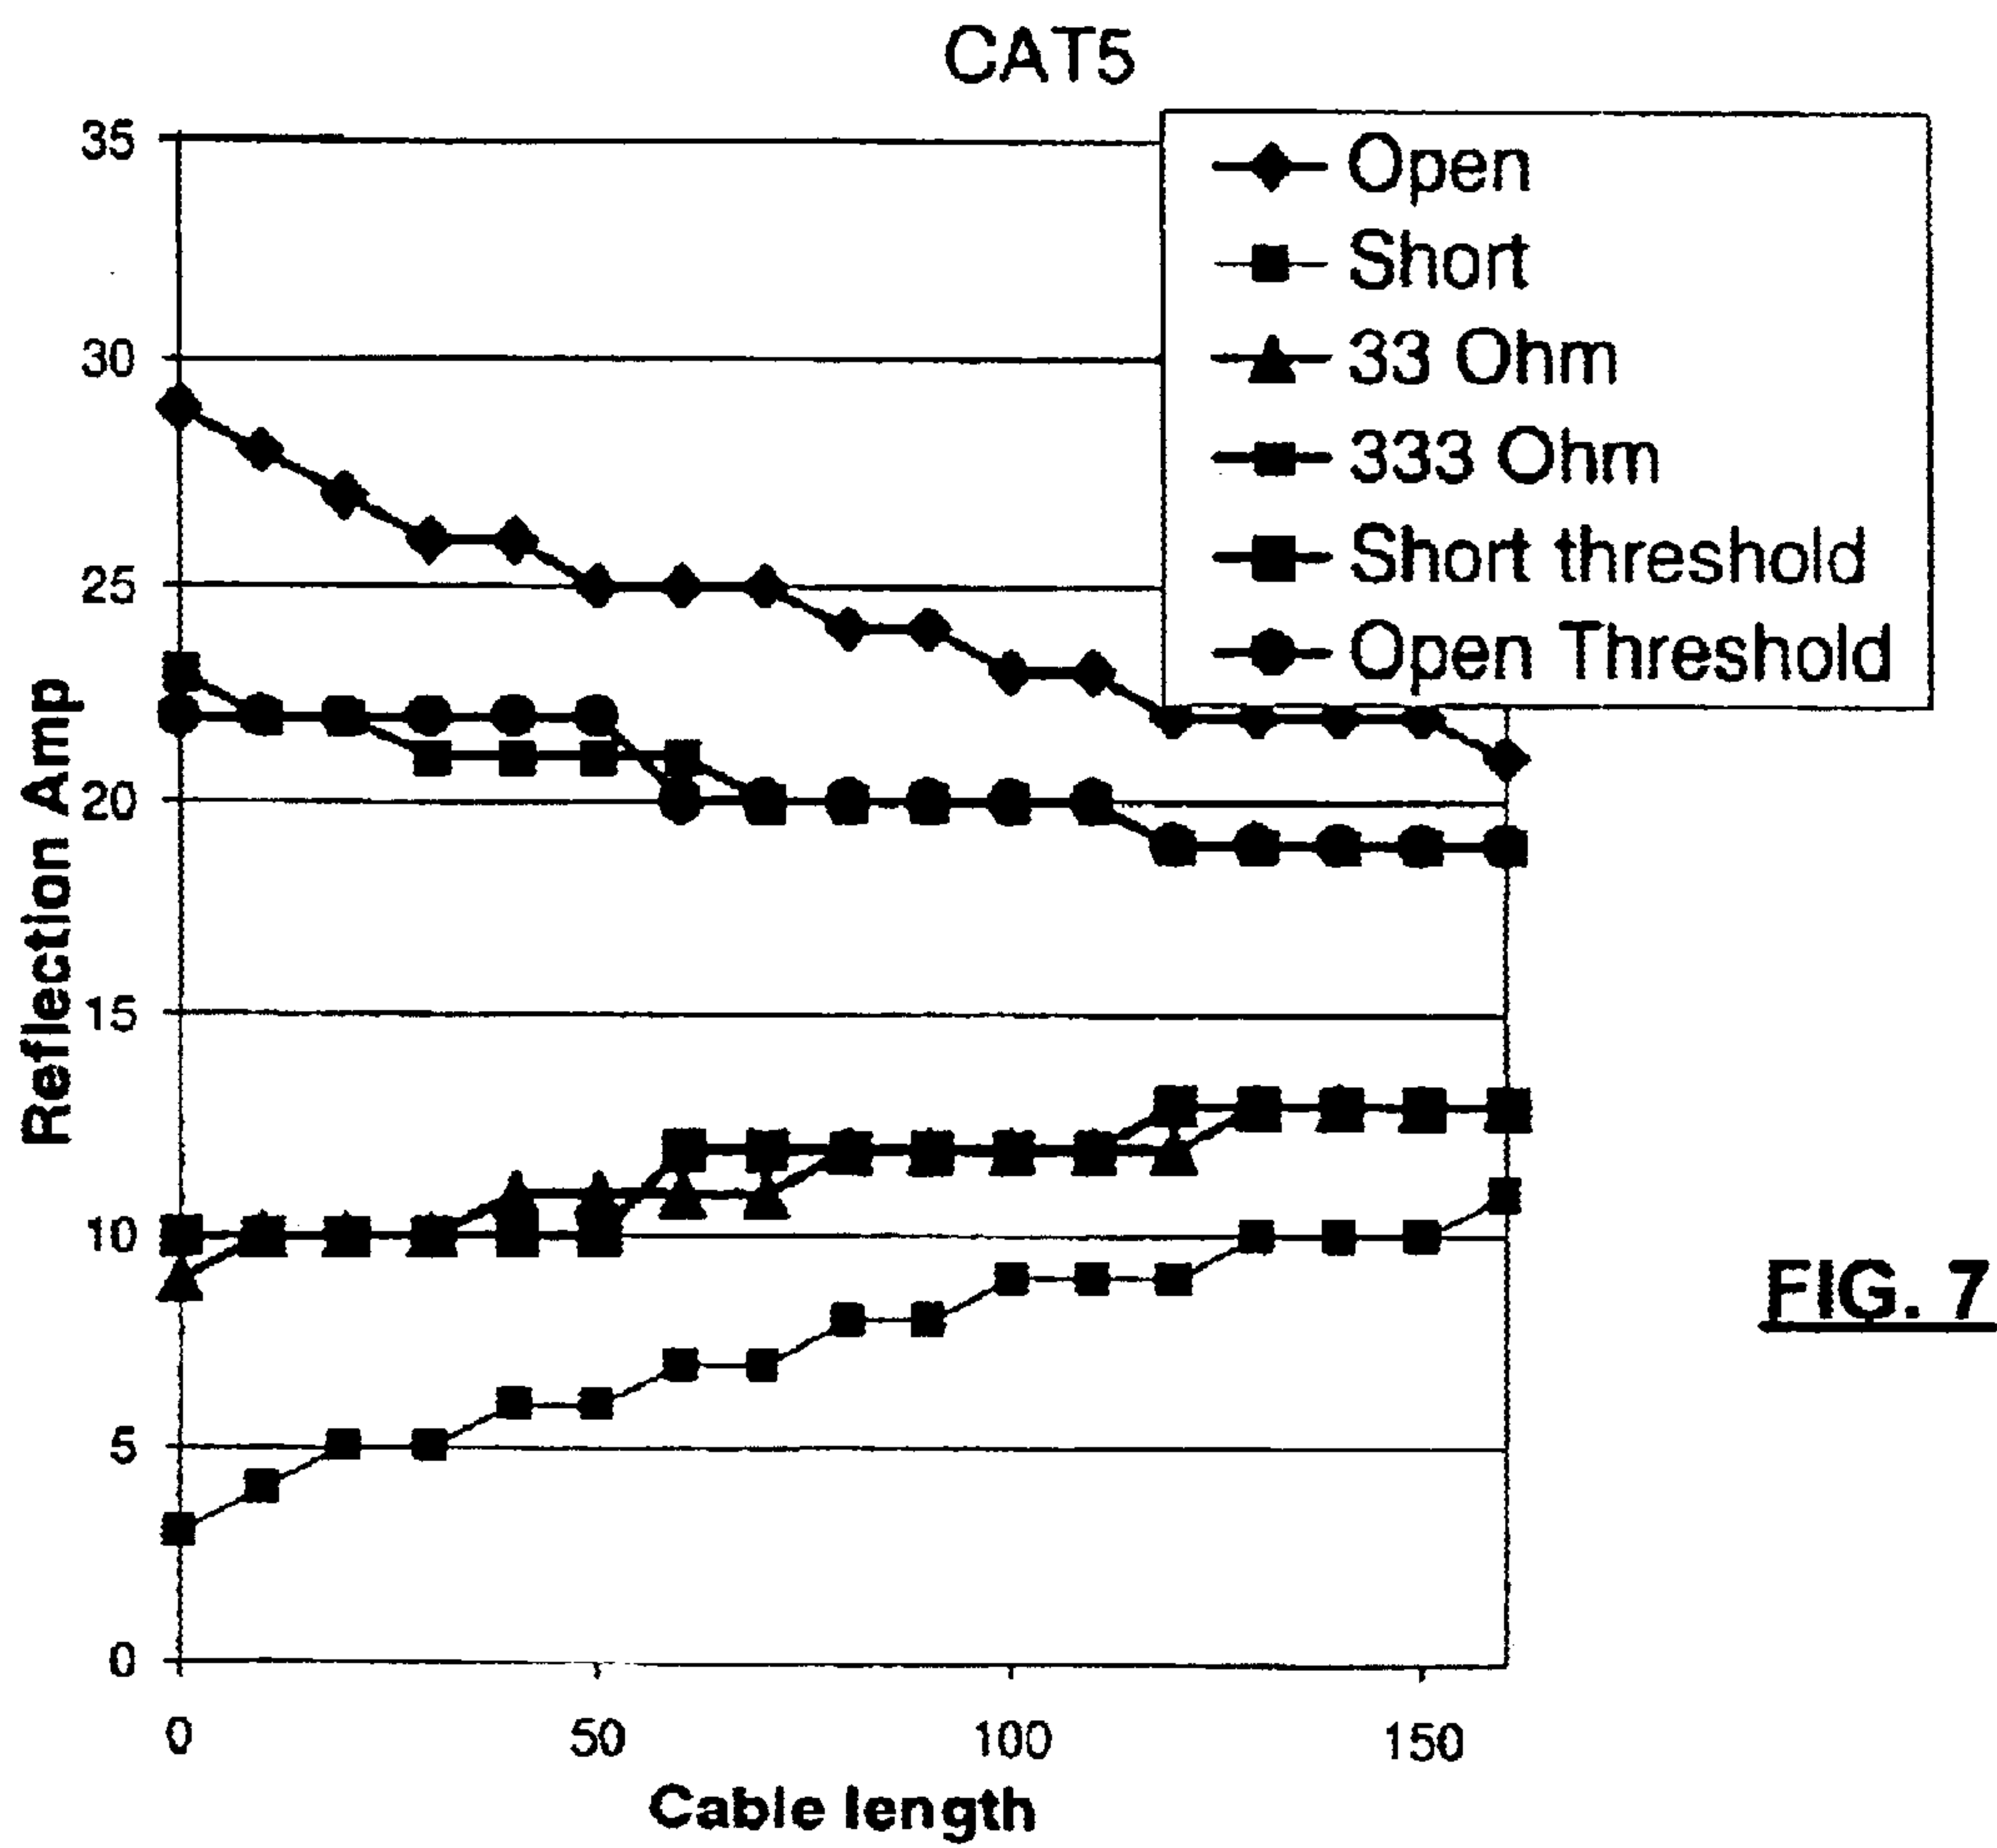 CAT5
Open
Short
33 Ohm
333 Ohm
Short threshold
Open Threshold
35
30
25
20
15
10
5
0
Reflection Amp
0 50 100 150
Cable length
FIG. 7